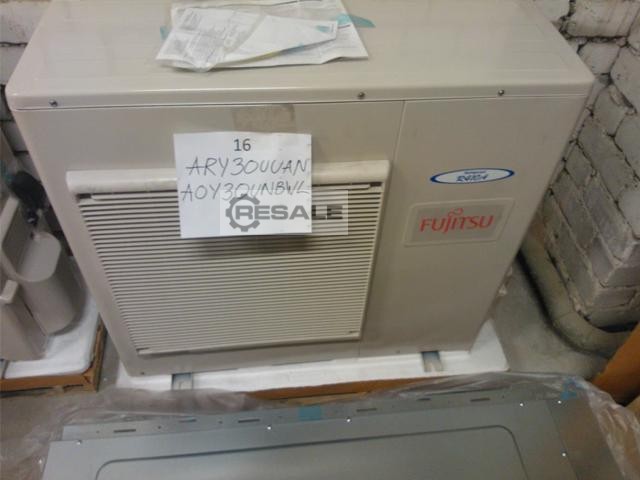 16
ARY30UUAN
AOY30UNBWL
RESALE
R410A
FUJITSU